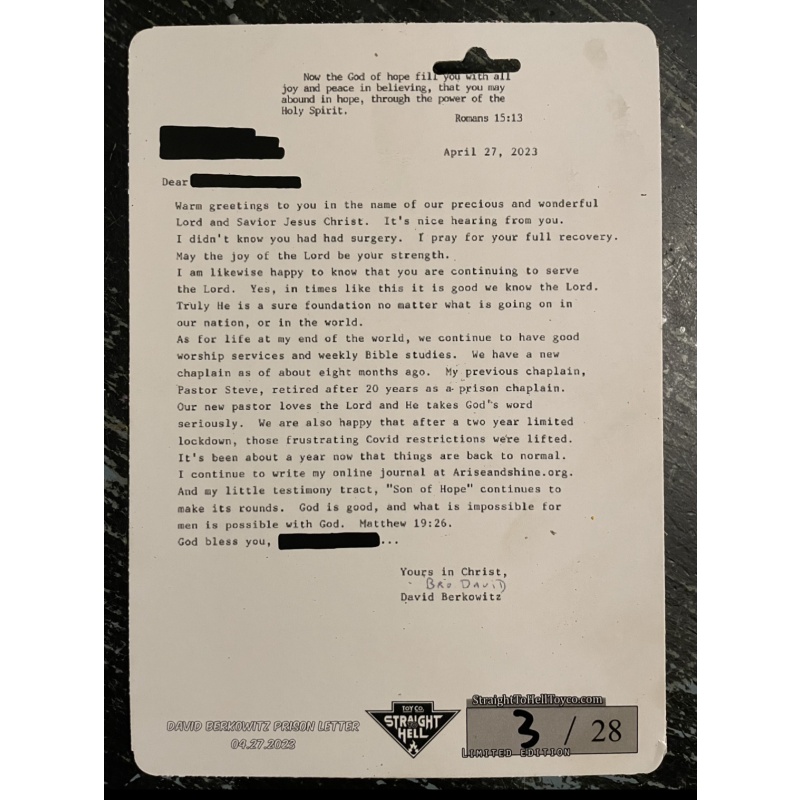 Now the God of hope fill you with all
joy and peace in believing, that you may
abound in hope, through the power of the
Holy Spirit.
Romans 15:13
April 27, 2023
Dear
Warm greetings to you in the name of our precious and wonderful
Lord and Savior Jesus Christ. It's nice hearing from you.
I didn't know you had had surgery. I pray for your full recovery.
May the joy of the Lord be your strength.
I am likewise happy to know that you are continuing to serve
the Lord. Yes, in times like this it is good we know the Lord.
Truly He is a sure foundation no matter what is going on in
our nation, or in the world.
As for life at my end of the world, we continue to have good
worship services and weekly Bible studies. We have a new
chaplain as of about eight months ago. My previous chaplain,
Pastor Steve, retired after 20 years as a prison chaplain.
Our new pastor loves the Lord and He takes God's word
seriously. We are also happy that after a two year limited
lockdown, those frustrating Covid restrictions were lifted.
It's been about a year now that things are back to normal.
I continue to write my online journal at Ariseandshine.org.
And my little testimony tract, "Son of Hope" continues to
make its rounds. God is good, and what is impossible for
men is possible with God. Matthew 19:26.
God bless you, ...
Yours in Christ,
BRO DAVID
David Berkowitz
DAVID BERKOWITZ PRISON LETTER
04.27.2023
TOY CO.
STRAIGHT
TO
HELL
StraightToHellToyco.com
3 / 28
LIMITED EDITION